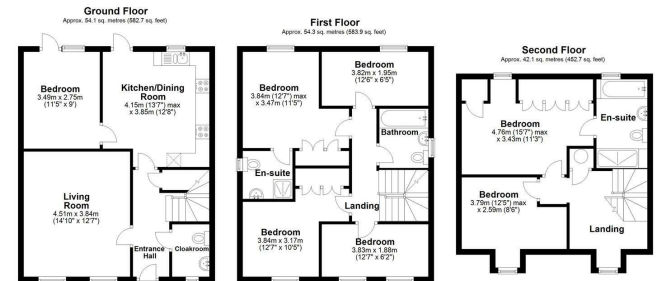 Ground Floor
Approx. 54.1 sq. metres (582.7 sq. feet)
Bedroom
3.49m x 2.75m
(11'5" x 9')
Kitchen/Dining
Room
4.15m (13'7") max
x 3.85m (12'8")
Living
Room
4.51m x 3.84m
(14'10" x 12'7")
Entrance
Hall
Cloakroom
First Floor
Approx. 54.3 sq. metres (583.9 sq. feet)
Bedroom
3.84m (12'7") max
x 3.47m (11'5")
Bedroom
3.82m x 1.95m
(12'6" x 6'5")
Bathroom
En-suite
Landing
Bedroom
3.84m x 3.17m
(12'7" x 10'5")
Bedroom
3.83m x 1.88m
(12'7" x 6'2")
Second Floor
Approx. 42.1 sq. metres (452.7 sq. feet)
Bedroom
4.76m (15'7") max
x 3.43m (11'3")
En-suite
Bedroom
3.79m (12'5") max
x 2.59m (8'6")
Landing